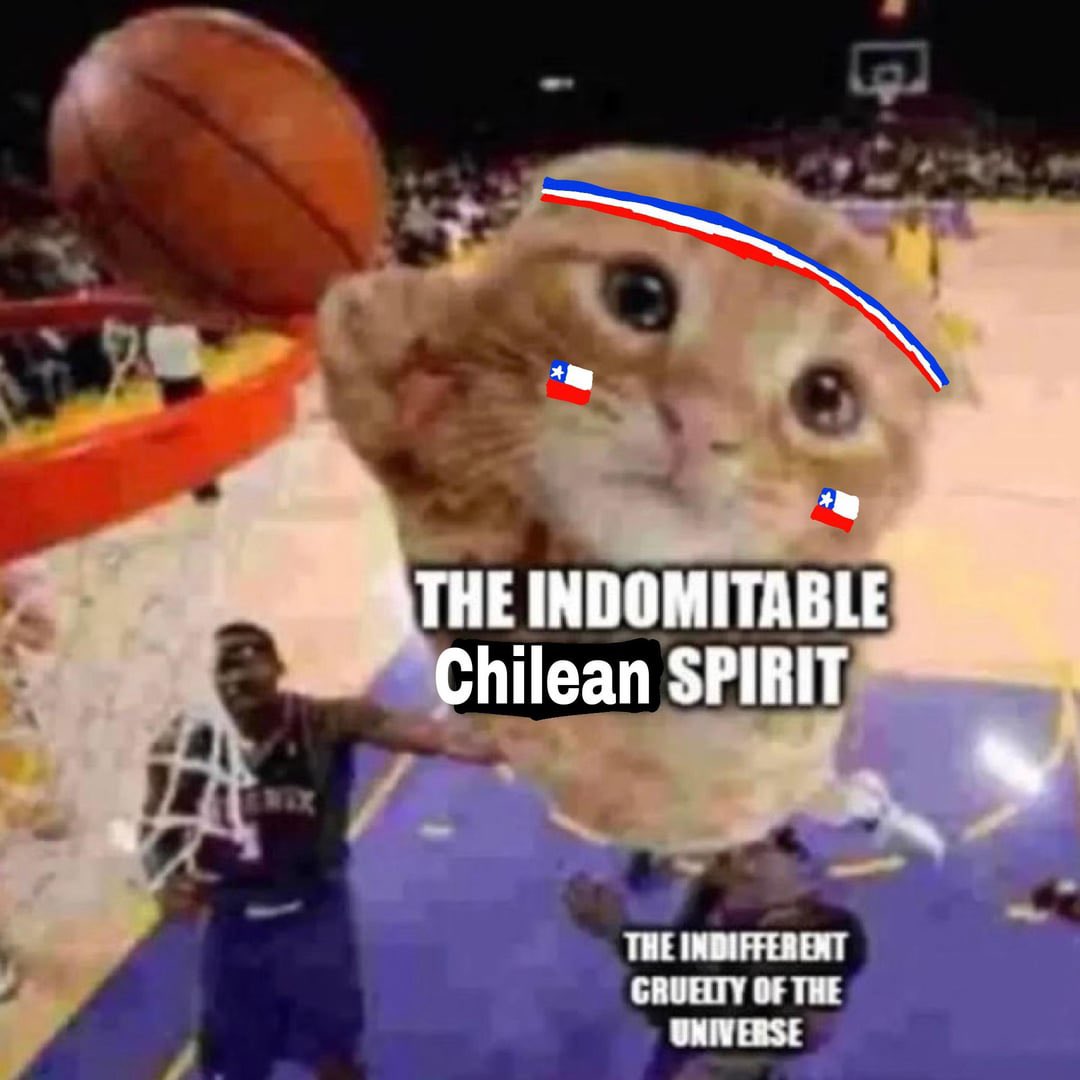 THE INDOMITABLE
Chilean SPIRIT
THE INDIFFERENT
CRUELTY OF THE
UNIVERSE